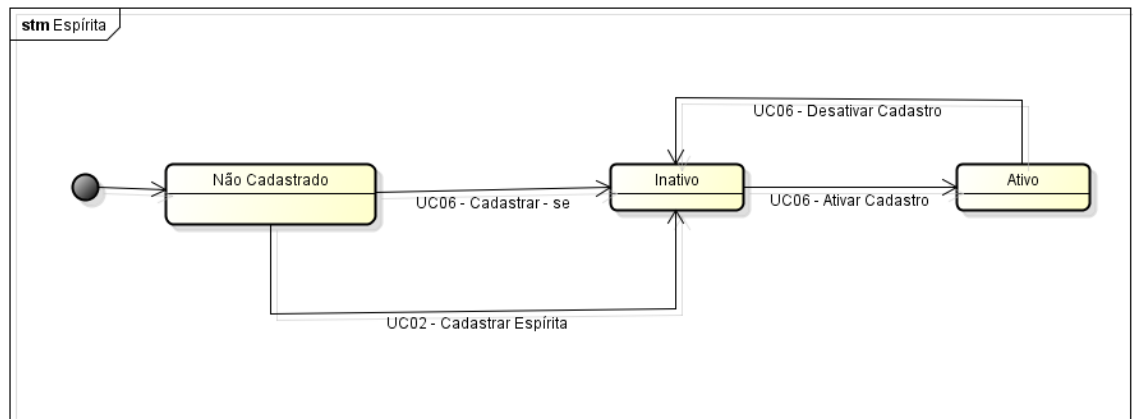 stm Espírita
UC06 - Desativar Cadastro
Não Cadastrado
Inativo
Ativo
UC06 - Cadastrar - se
UC06 - Ativar Cadastro
UC02 - Cadastrar Espírita